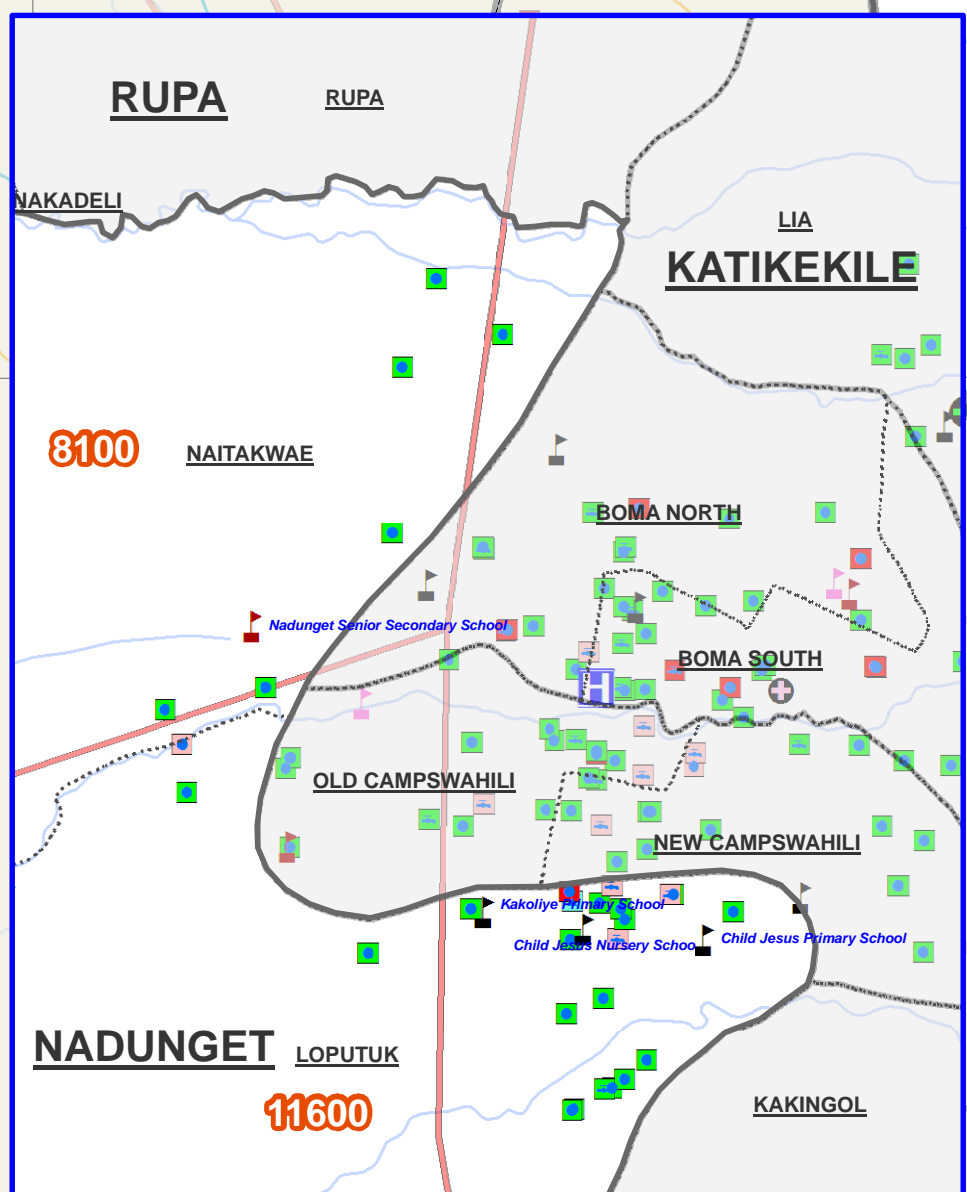 RUPA
RUPA
NAKADELI
LIA
KATIKEKILE
8100
NAITAKWAE
BOMA NORTH
Nadunget Senior Secondary School
BOMA SOUTH
OLD CAMPSWAHILI
NEW CAMPSWAHILI
Kakoliye Primary School
Child Jesus Nursery Schoo
Child Jesus Primary School
NADUNGET
LOPUTUK
11600
KAKINGOL